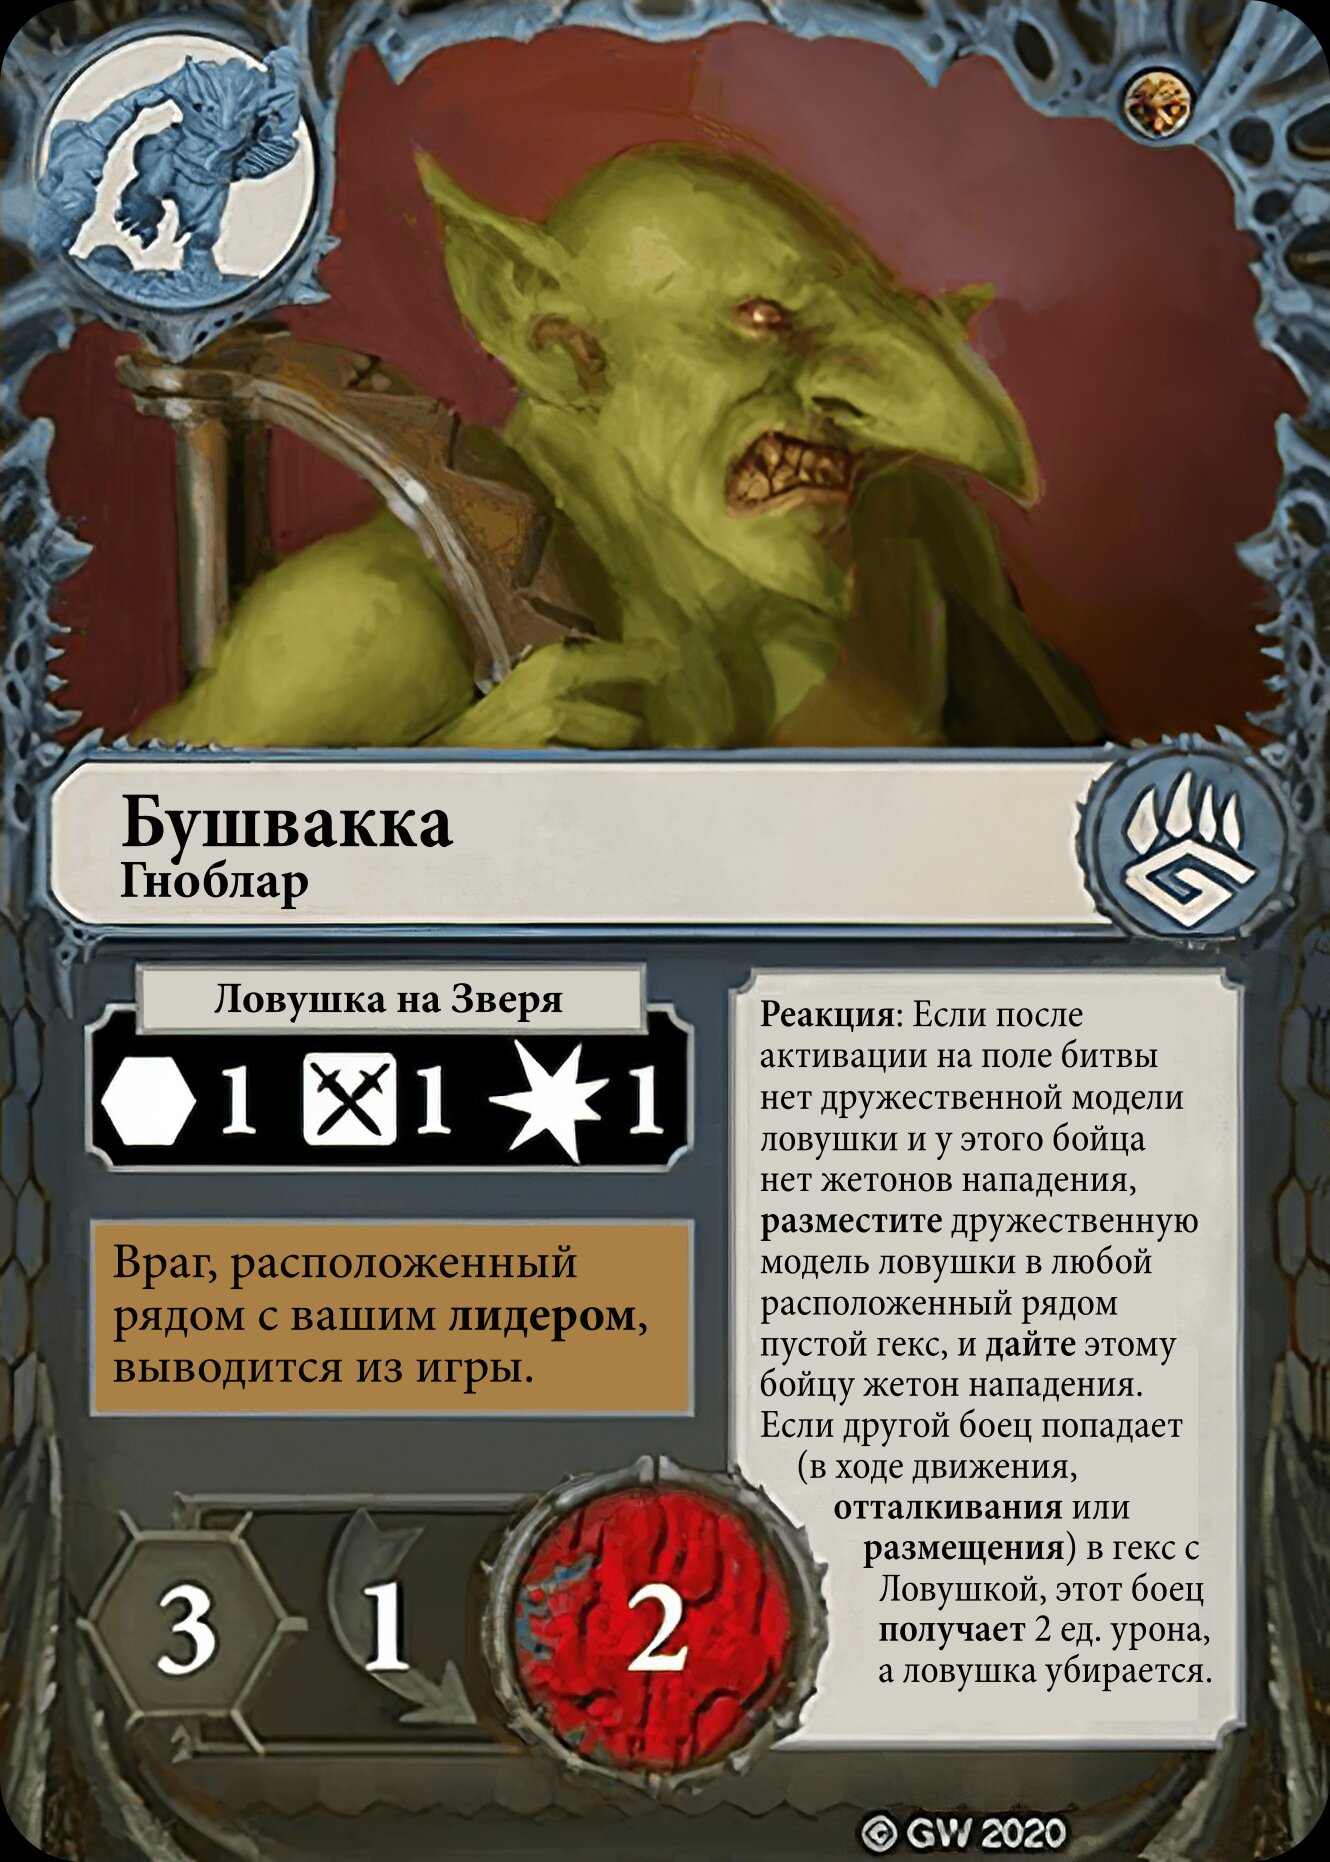 Бушвакка
Гноблар
Ловушка на Зверя
1 1 1
Враг, расположенный
рядом с вашим лидером,
выводится из игры.
3 1 2
Реакция: Если после
активации на поле битвы
нет дружественной модели
ловушки и у этого бойца
нет жетонов нападения,
разместите дружественную
модель ловушки в любой
расположенный рядом
пустой гекс, и дайте этому
бойцу жетон нападения.
Если другой боец попадает
(в ходе движения,
отталкивания или
размещения) в гекс с
Ловушкой, этот боец
получает 2 ед. урона,
а ловушка убирается.
© GW 2020